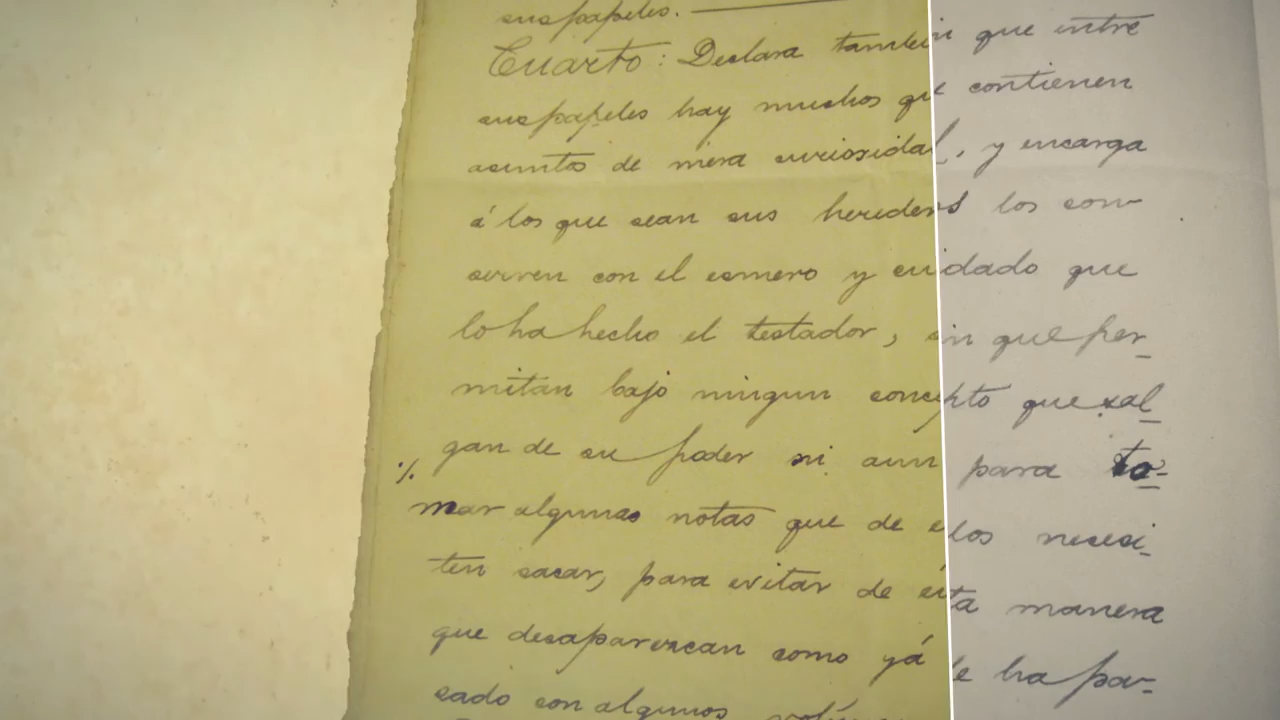 sus papeles.
Cuarto: Declara también que entre
sus papeles hay muchos que contienen
asuntos de mera curiosidad, y encarga
á los que sean sus herederos los con-
serven con el esmero y cuidado que
lo ha hecho el testador, sin que per-
mitan bajo ningun concepto que sal-
gan de su poder ni aun para to-
mar algunas notas que de ellos necesi-
ten sacar, para evitar de ésta manera
que desaparezcan como yá le ha pa-
sado con algunos